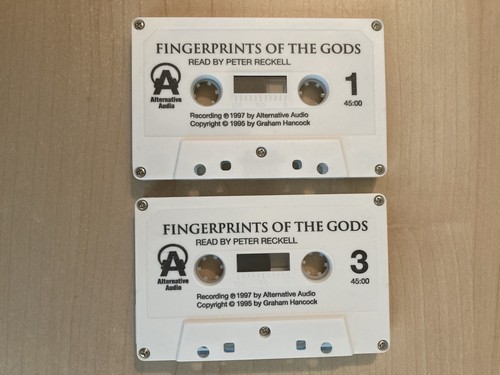 FINGERPRINTS OF THE GODS
READ BY PETER RECKELL
A
Alternative
Audio
1
45:00
Recording ℗ 1997 by Alternative Audio
Copyright © 1995 by Graham Hancock
FINGERPRINTS OF THE GODS
READ BY PETER RECKELL
A
Alternative
Audio
3
45:00
Recording ℗ 1997 by Alternative Audio
Copyright © 1995 by Graham Hancock